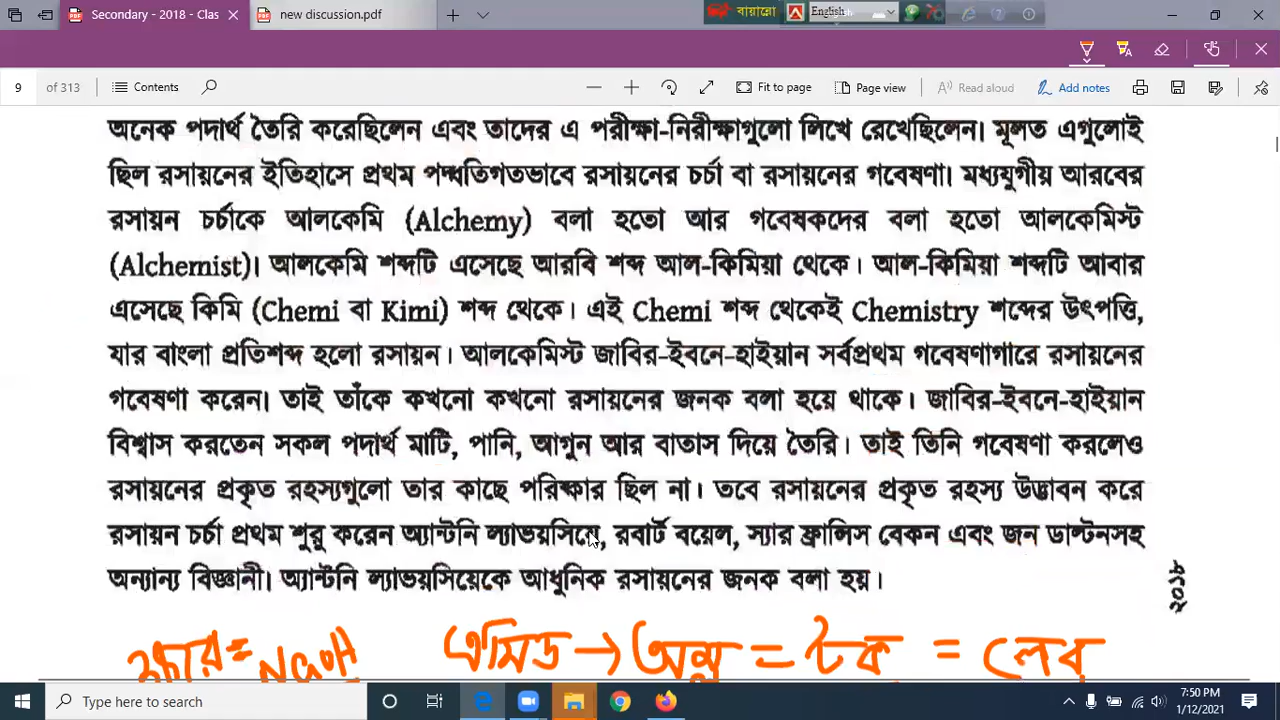 Secondary - 2018 - Clas
new discussion.pdf
বায়ান্নো
English
9 of 313
Contents
Fit to page
Page view
Read aloud
Add notes
অনেক পদার্থ তৈরি করেছিলেন এবং তাদের এ পরীক্ষা-নিরীক্ষাগুলো লিখে রেখেছিলেন। মূলত এগুলোই
ছিল রসায়নের ইতিহাসে প্রথম পদ্ধতিগতভাবে রসায়নের চর্চা বা রসায়নের গবেষণা। মধ্যযুগীয় আরবের
রসায়ন চর্চাকে আলকেমি (Alchemy) বলা হতো আর গবেষকদের বলা হতো আলকেমিস্ট
(Alchemist)। আলকেমি শব্দটি এসেছে আরবি শব্দ আল-কিমিয়া থেকে। আল-কিমিয়া শব্দটি আবার
এসেছে কিমি (Chemi বা Kimi) শব্দ থেকে। এই Chemi শব্দ থেকেই Chemistry শব্দের উৎপত্তি,
যার বাংলা প্রতিশব্দ হলো রসায়ন। আলকেমিস্ট জাবির-ইবনে-হাইয়ান সর্বপ্রথম গবেষণাগারে রসায়নের
গবেষণা করেন। তাই তাঁকে কখনো কখনো রসায়নের জনক বলা হয়ে থাকে। জাবির-ইবনে-হাইয়ান
বিশ্বাস করতেন সকল পদার্থ মাটি, পানি, আগুন আর বাতাস দিয়ে তৈরি। তাই তিনি গবেষণা করলেও
রসায়নের প্রকৃত রহস্যগুলো তার কাছে পরিষ্কার ছিল না। তবে রসায়নের প্রকৃত রহস্য উদ্ভাবন করে
রসায়ন চর্চা প্রথম শুরু করেন অ্যান্টনি ল্যাভয়সিয়ে, রবার্ট বয়েল, স্যার ফ্রান্সিস বেকন এবং জন ডাল্টনসহ
অন্যান্য বিজ্ঞানী। অ্যান্টনি ল্যাভয়সিয়েকে আধুনিক রসায়নের জনক বলা হয়।
২০১৮
ক্ষার = NaOH
এসিড → অম্ল = টক = লেবু
Type here to search
7:50 PM
1/12/2021